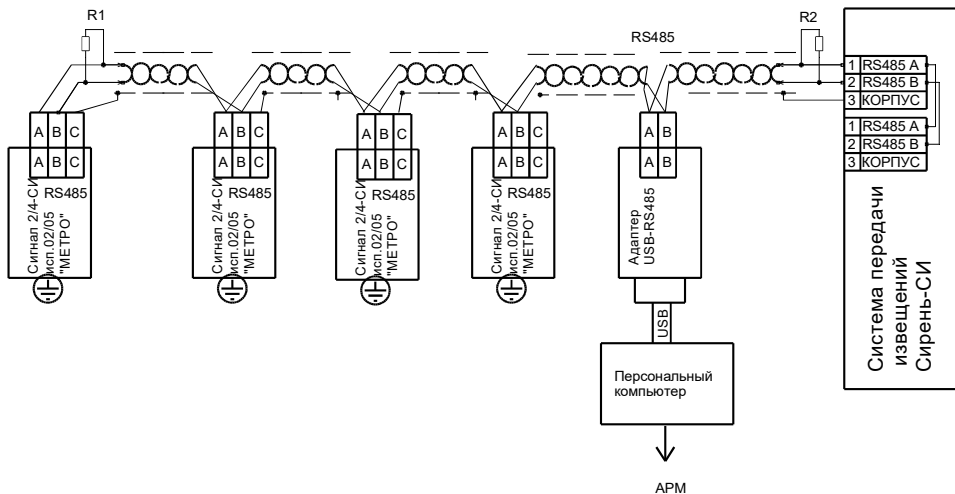 R1
RS485
R2
1 RS485 A
2 RS485 B
3 КОРПУС
1 RS485 A
2 RS485 B
3 КОРПУС
A B C
A B C
RS485
Сигнал 2/4-СИ
исп.02/05
"МЕТРО"
A B C
A B C
RS485
Сигнал 2/4-СИ
исп.02/05
"МЕТРО"
A B C
A B C
RS485
Сигнал 2/4-СИ
исп.02/05
"МЕТРО"
A B C
A B C
RS485
Сигнал 2/4-СИ
исп.02/05
"МЕТРО"
A B
A B
Адаптер
USB-RS485
USB
Персональный
компьютер
АРМ
Система передачи
извещений
Сирень-СИ